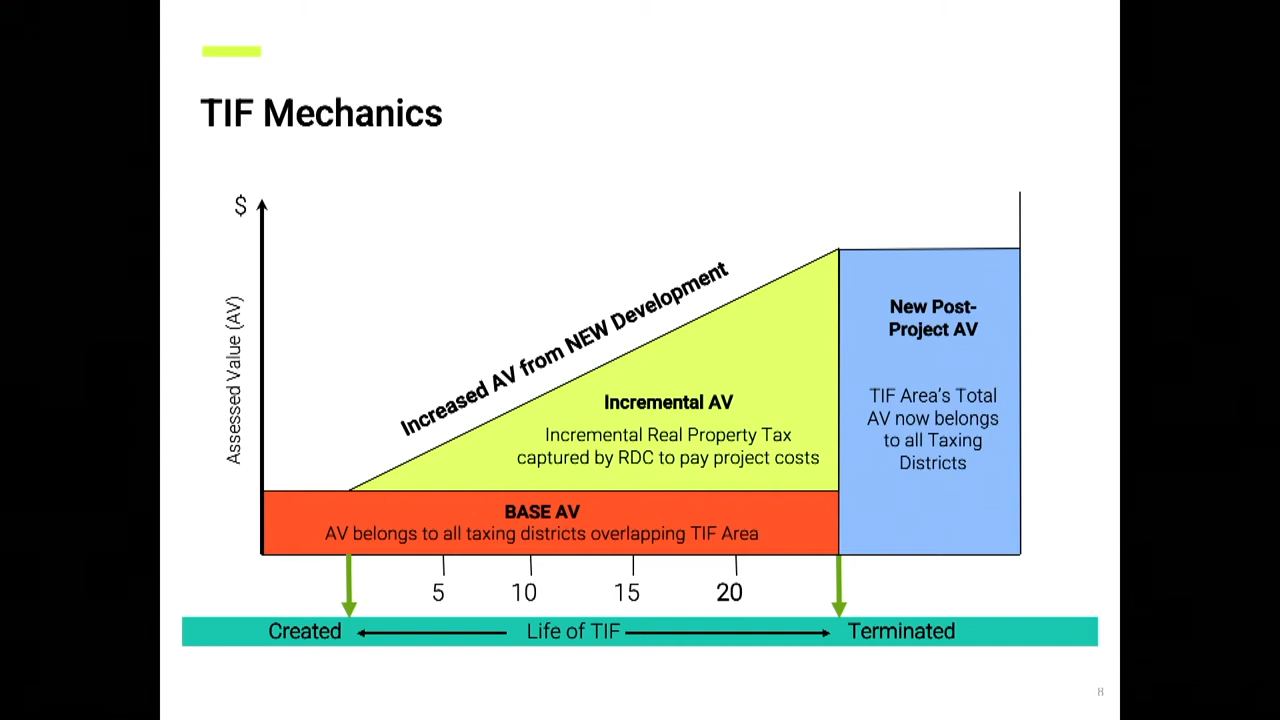 TIF Mechanics
$
Assessed Value (AV)
Increased AV from NEW Development
Incremental AV
Incremental Real Property Tax
captured by RDC to pay project costs
New Post-
Project AV
TIF Area's Total
AV now belongs
to all Taxing
Districts
BASE AV
AV belongs to all taxing districts overlapping TIF Area
5 10 15 20
Created Life of TIF Terminated
8